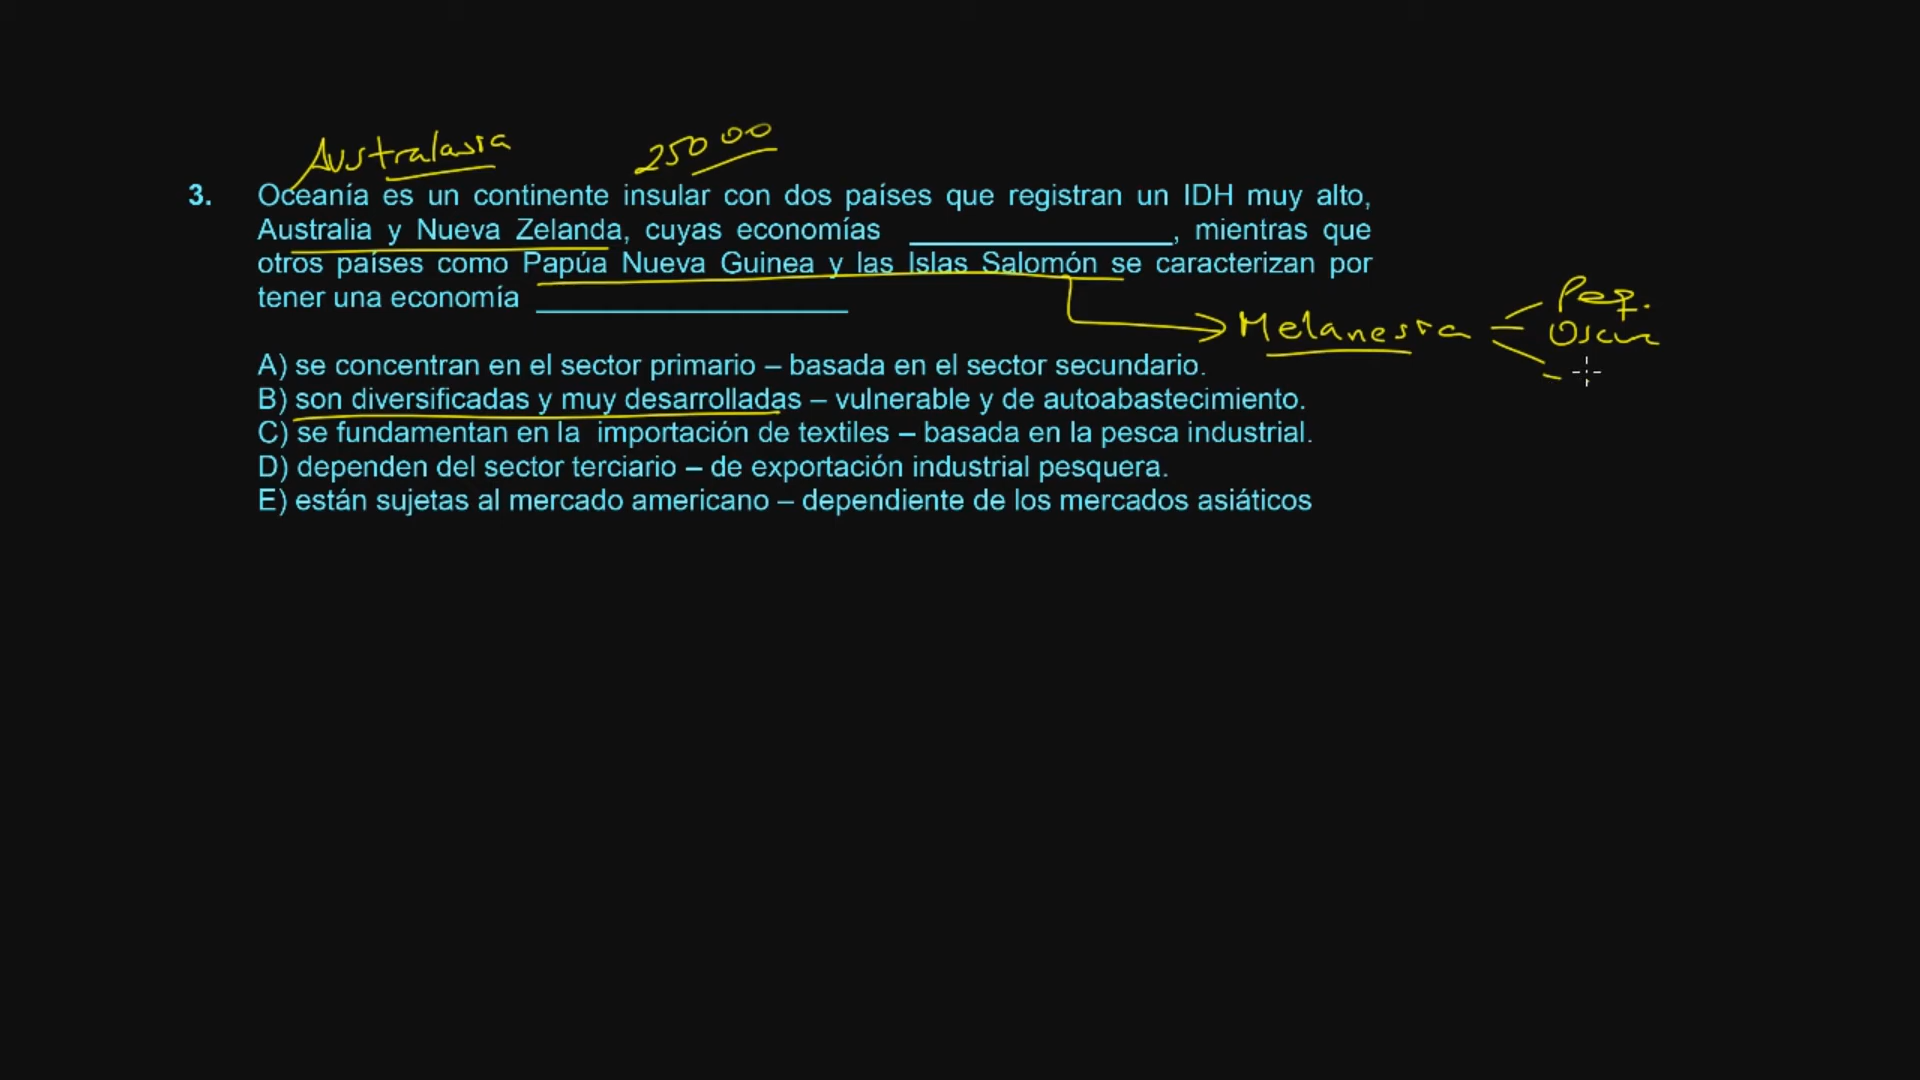 Australasia 25000
3. Oceanía es un continente insular con dos países que registran un IDH muy alto,
Australia y Nueva Zelanda, cuyas economías ________________, mientras que
otros países como Papúa Nueva Guinea y las Islas Salomón se caracterizan por
tener una economía ____________________
Peq.
Melanesia
Oscur
A) se concentran en el sector primario – basada en el sector secundario.
B) son diversificadas y muy desarrolladas – vulnerable y de autoabastecimiento.
C) se fundamentan en la importación de textiles – basada en la pesca industrial.
D) dependen del sector terciario – de exportación industrial pesquera.
E) están sujetas al mercado americano – dependiente de los mercados asiáticos